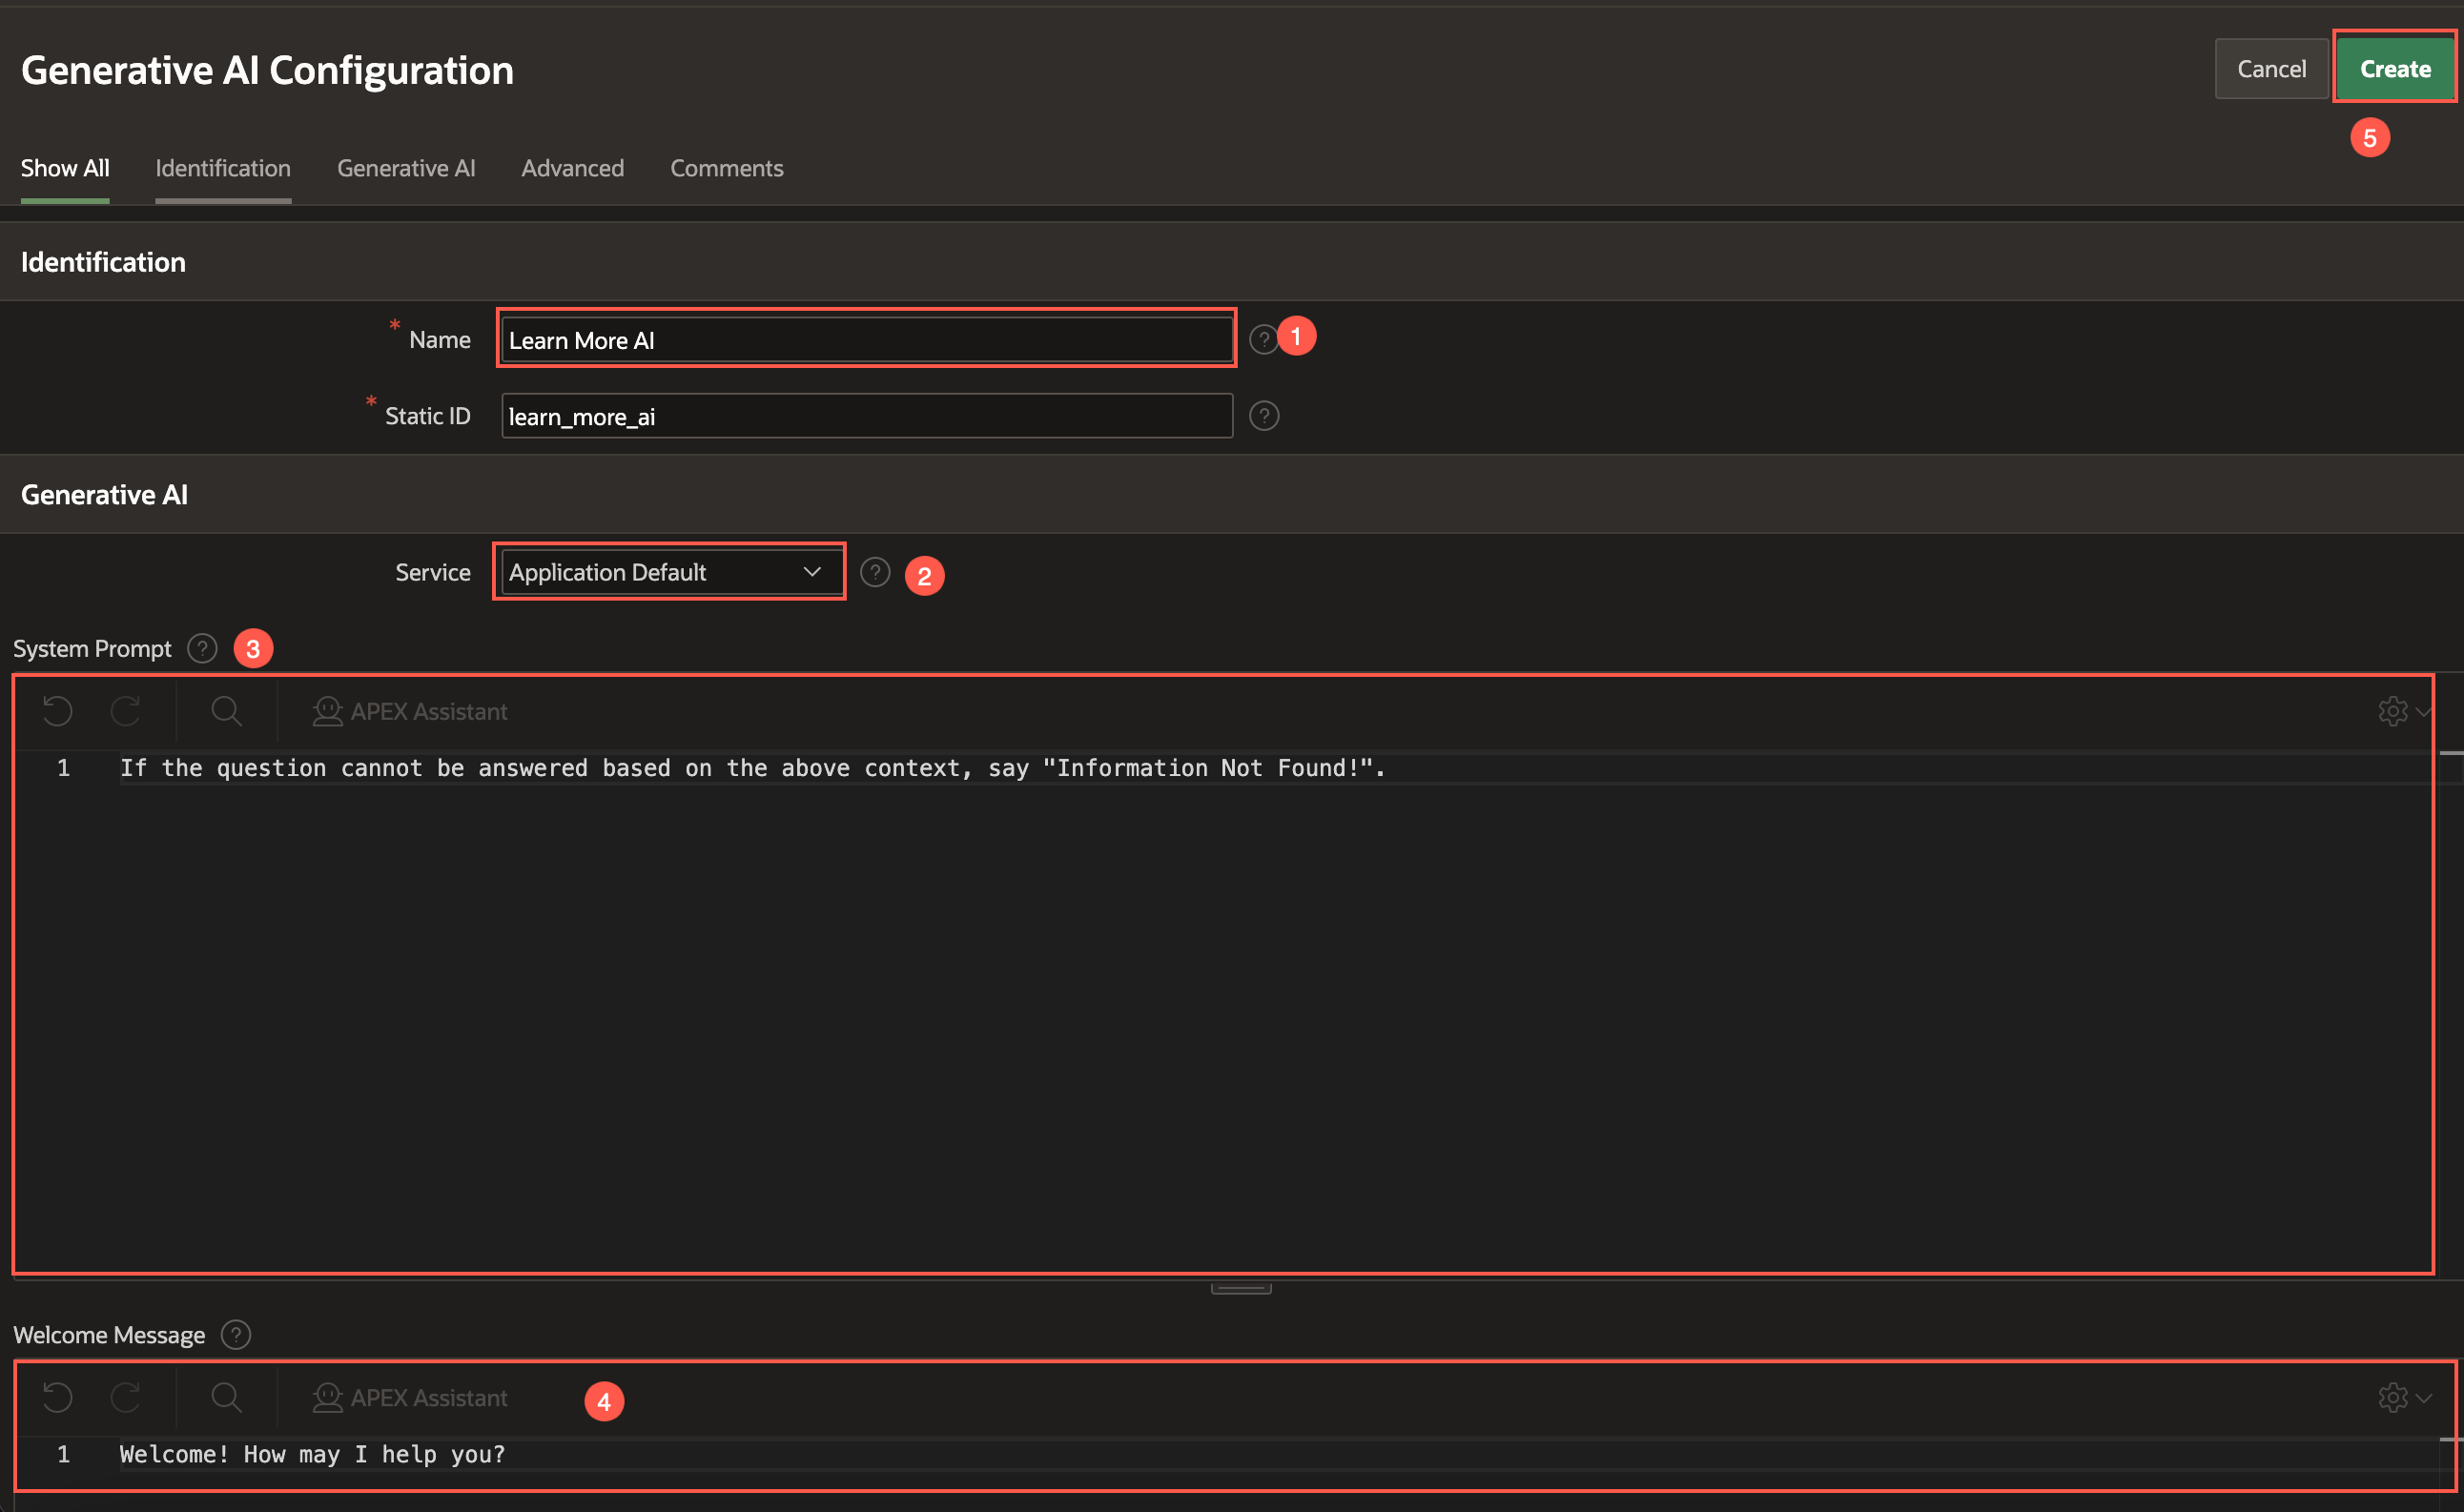 Generative AI Configuration
Cancel
Create
5
Show All Identification Generative AI Advanced Comments
Identification
* Name Learn More AI ? 1
* Static ID learn_more_ai ?
Generative AI
Service Application Default ? 2
System Prompt ? 3
APEX Assistant
1 If the question cannot be answered based on the above context, say "Information Not Found!".
Welcome Message ?
APEX Assistant 4
1 Welcome! How may I help you?